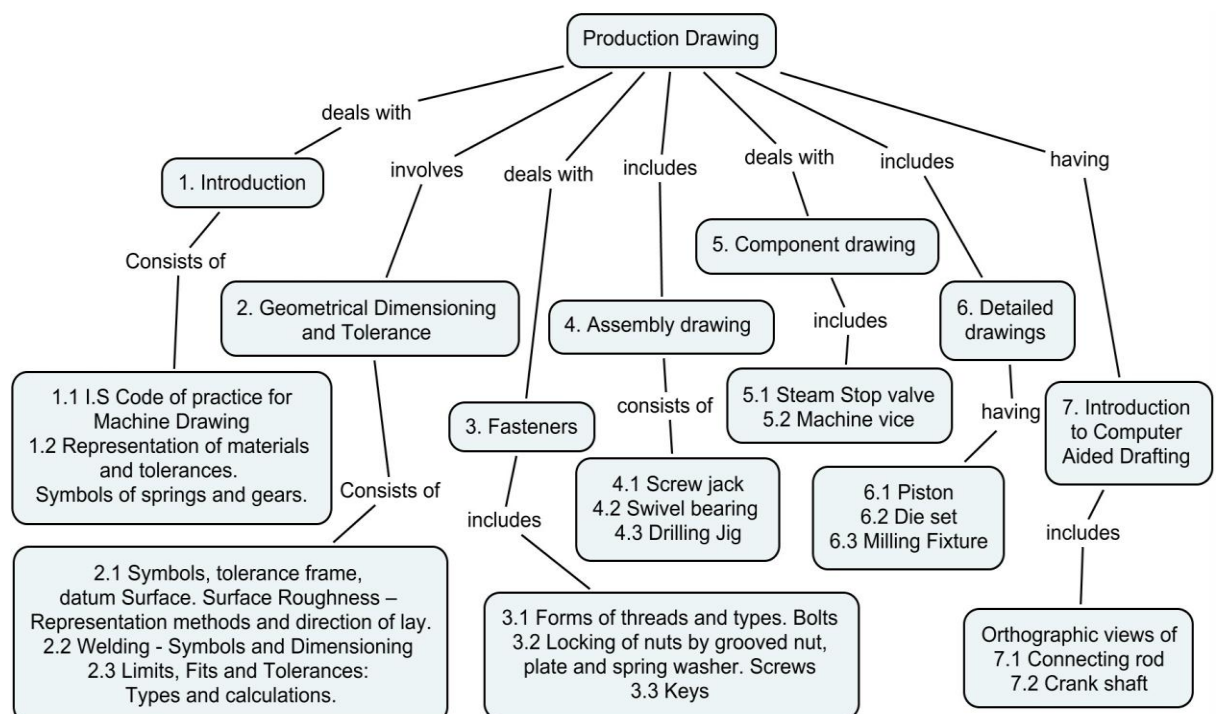 Production Drawing
deals with
involves
deals with
includes
deals with
includes
having
1. Introduction
Consists of
1.1 I.S Code of practice for
Machine Drawing
1.2 Representation of materials
and tolerances.
Symbols of springs and gears.
2. Geometrical Dimensioning
and Tolerance
Consists of
2.1 Symbols, tolerance frame,
datum Surface. Surface Roughness –
Representation methods and direction of lay.
2.2 Welding - Symbols and Dimensioning
2.3 Limits, Fits and Tolerances:
Types and calculations.
3. Fasteners
includes
3.1 Forms of threads and types. Bolts
3.2 Locking of nuts by grooved nut,
plate and spring washer. Screws
3.3 Keys
4. Assembly drawing
consists of
4.1 Screw jack
4.2 Swivel bearing
4.3 Drilling Jig
5. Component drawing
includes
5.1 Steam Stop valve
5.2 Machine vice
6. Detailed
drawings
having
6.1 Piston
6.2 Die set
6.3 Milling Fixture
7. Introduction
to Computer
Aided Drafting
includes
Orthographic views of
7.1 Connecting rod
7.2 Crank shaft